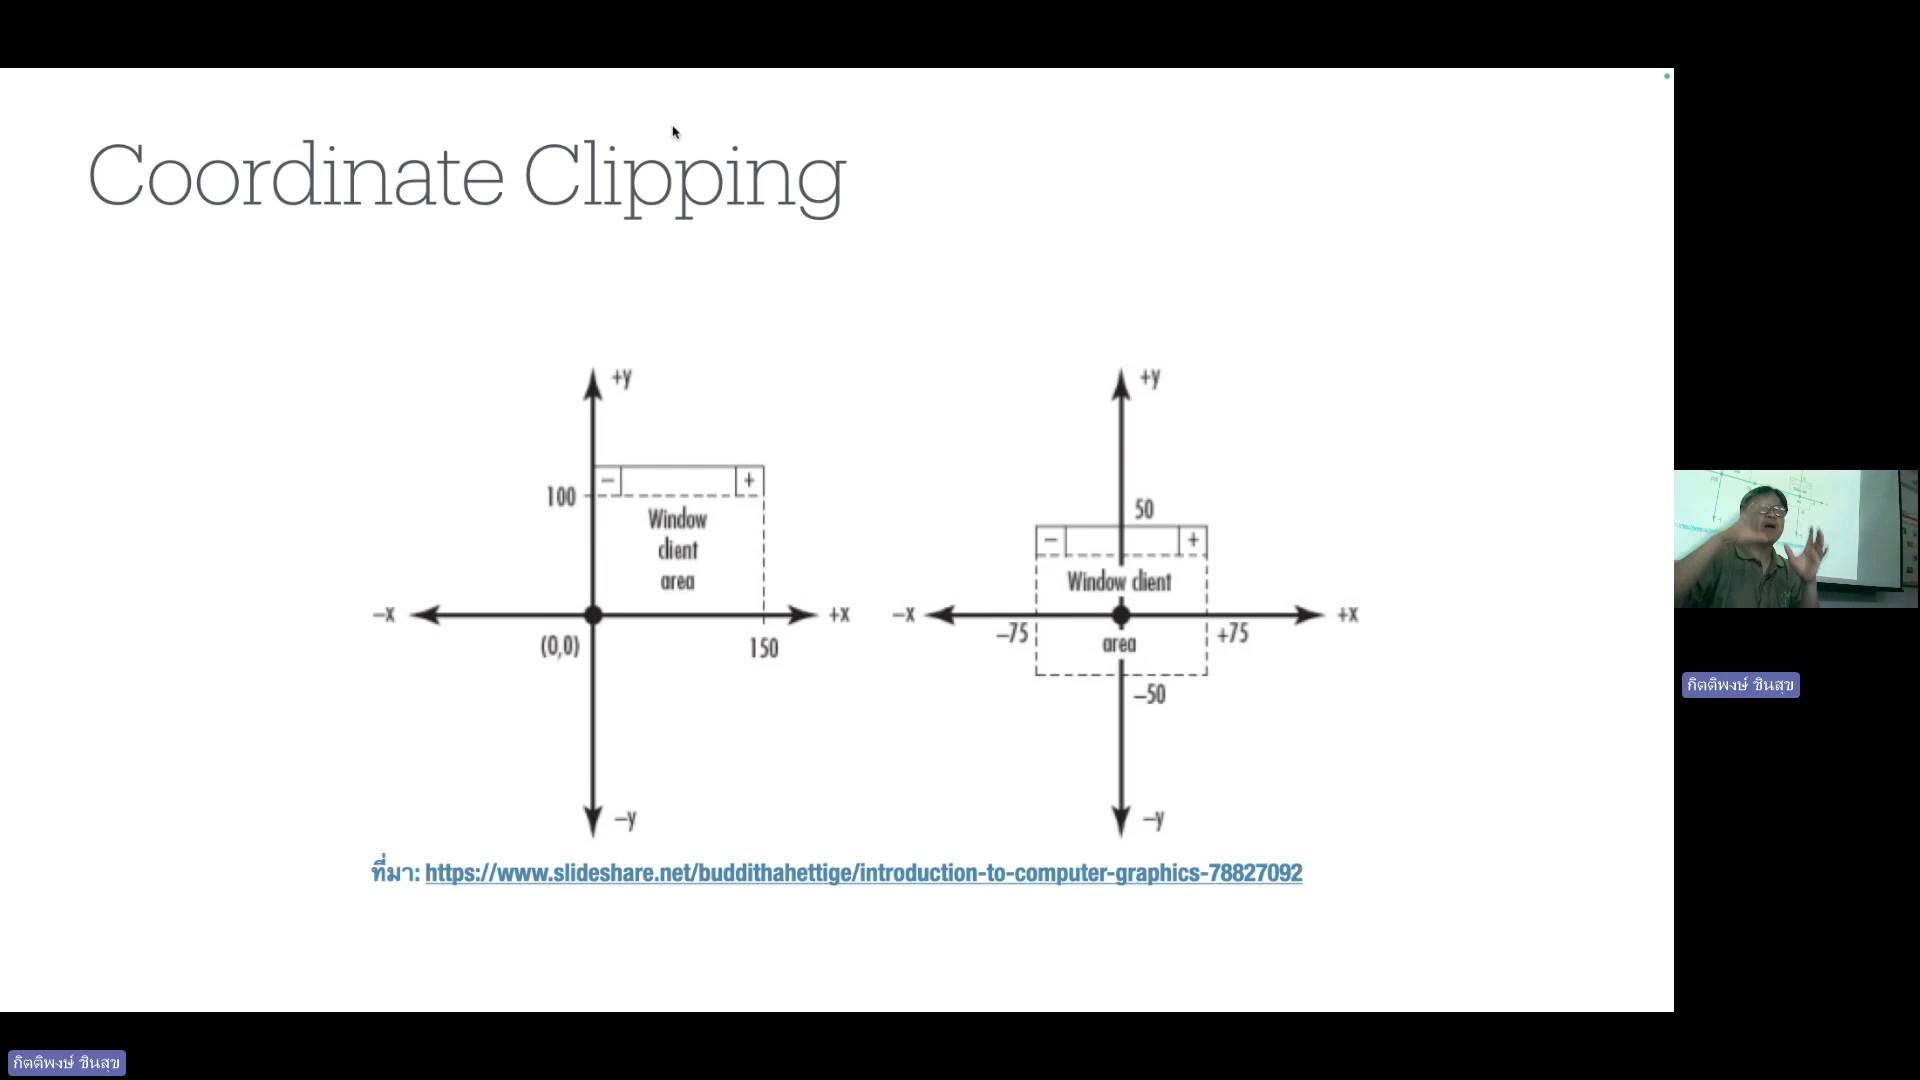 Coordinate Clipping
+y
100
– +
Window
client
area
–x
+x
(0,0)
150
–y
+y
50
– +
Window client
–x
+x
–75
+75
area
–50
–y
ที่มา: https://www.slideshare.net/buddithahettige/introduction-to-computer-graphics-78827092
กิตติพงษ์ ชินสุข
กิตติพงษ์ ชินสุข